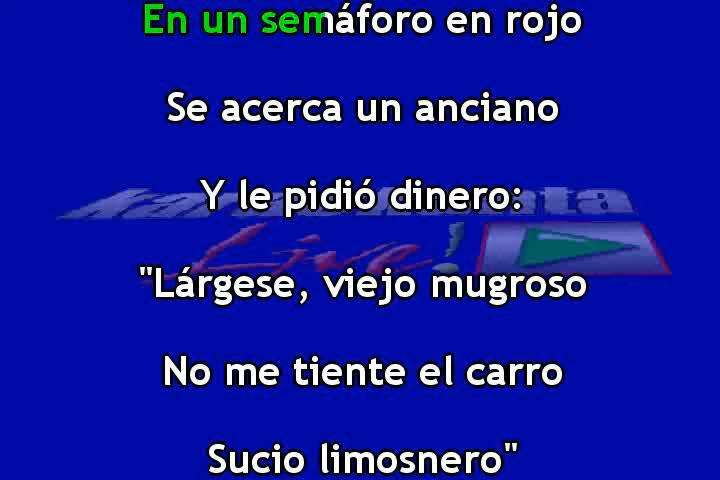 En un semáforo en rojo
Se acerca un anciano
Y le pidió dinero:
"Lárgese, viejo mugroso
No me tiente el carro
Sucio limosnero"
Live!